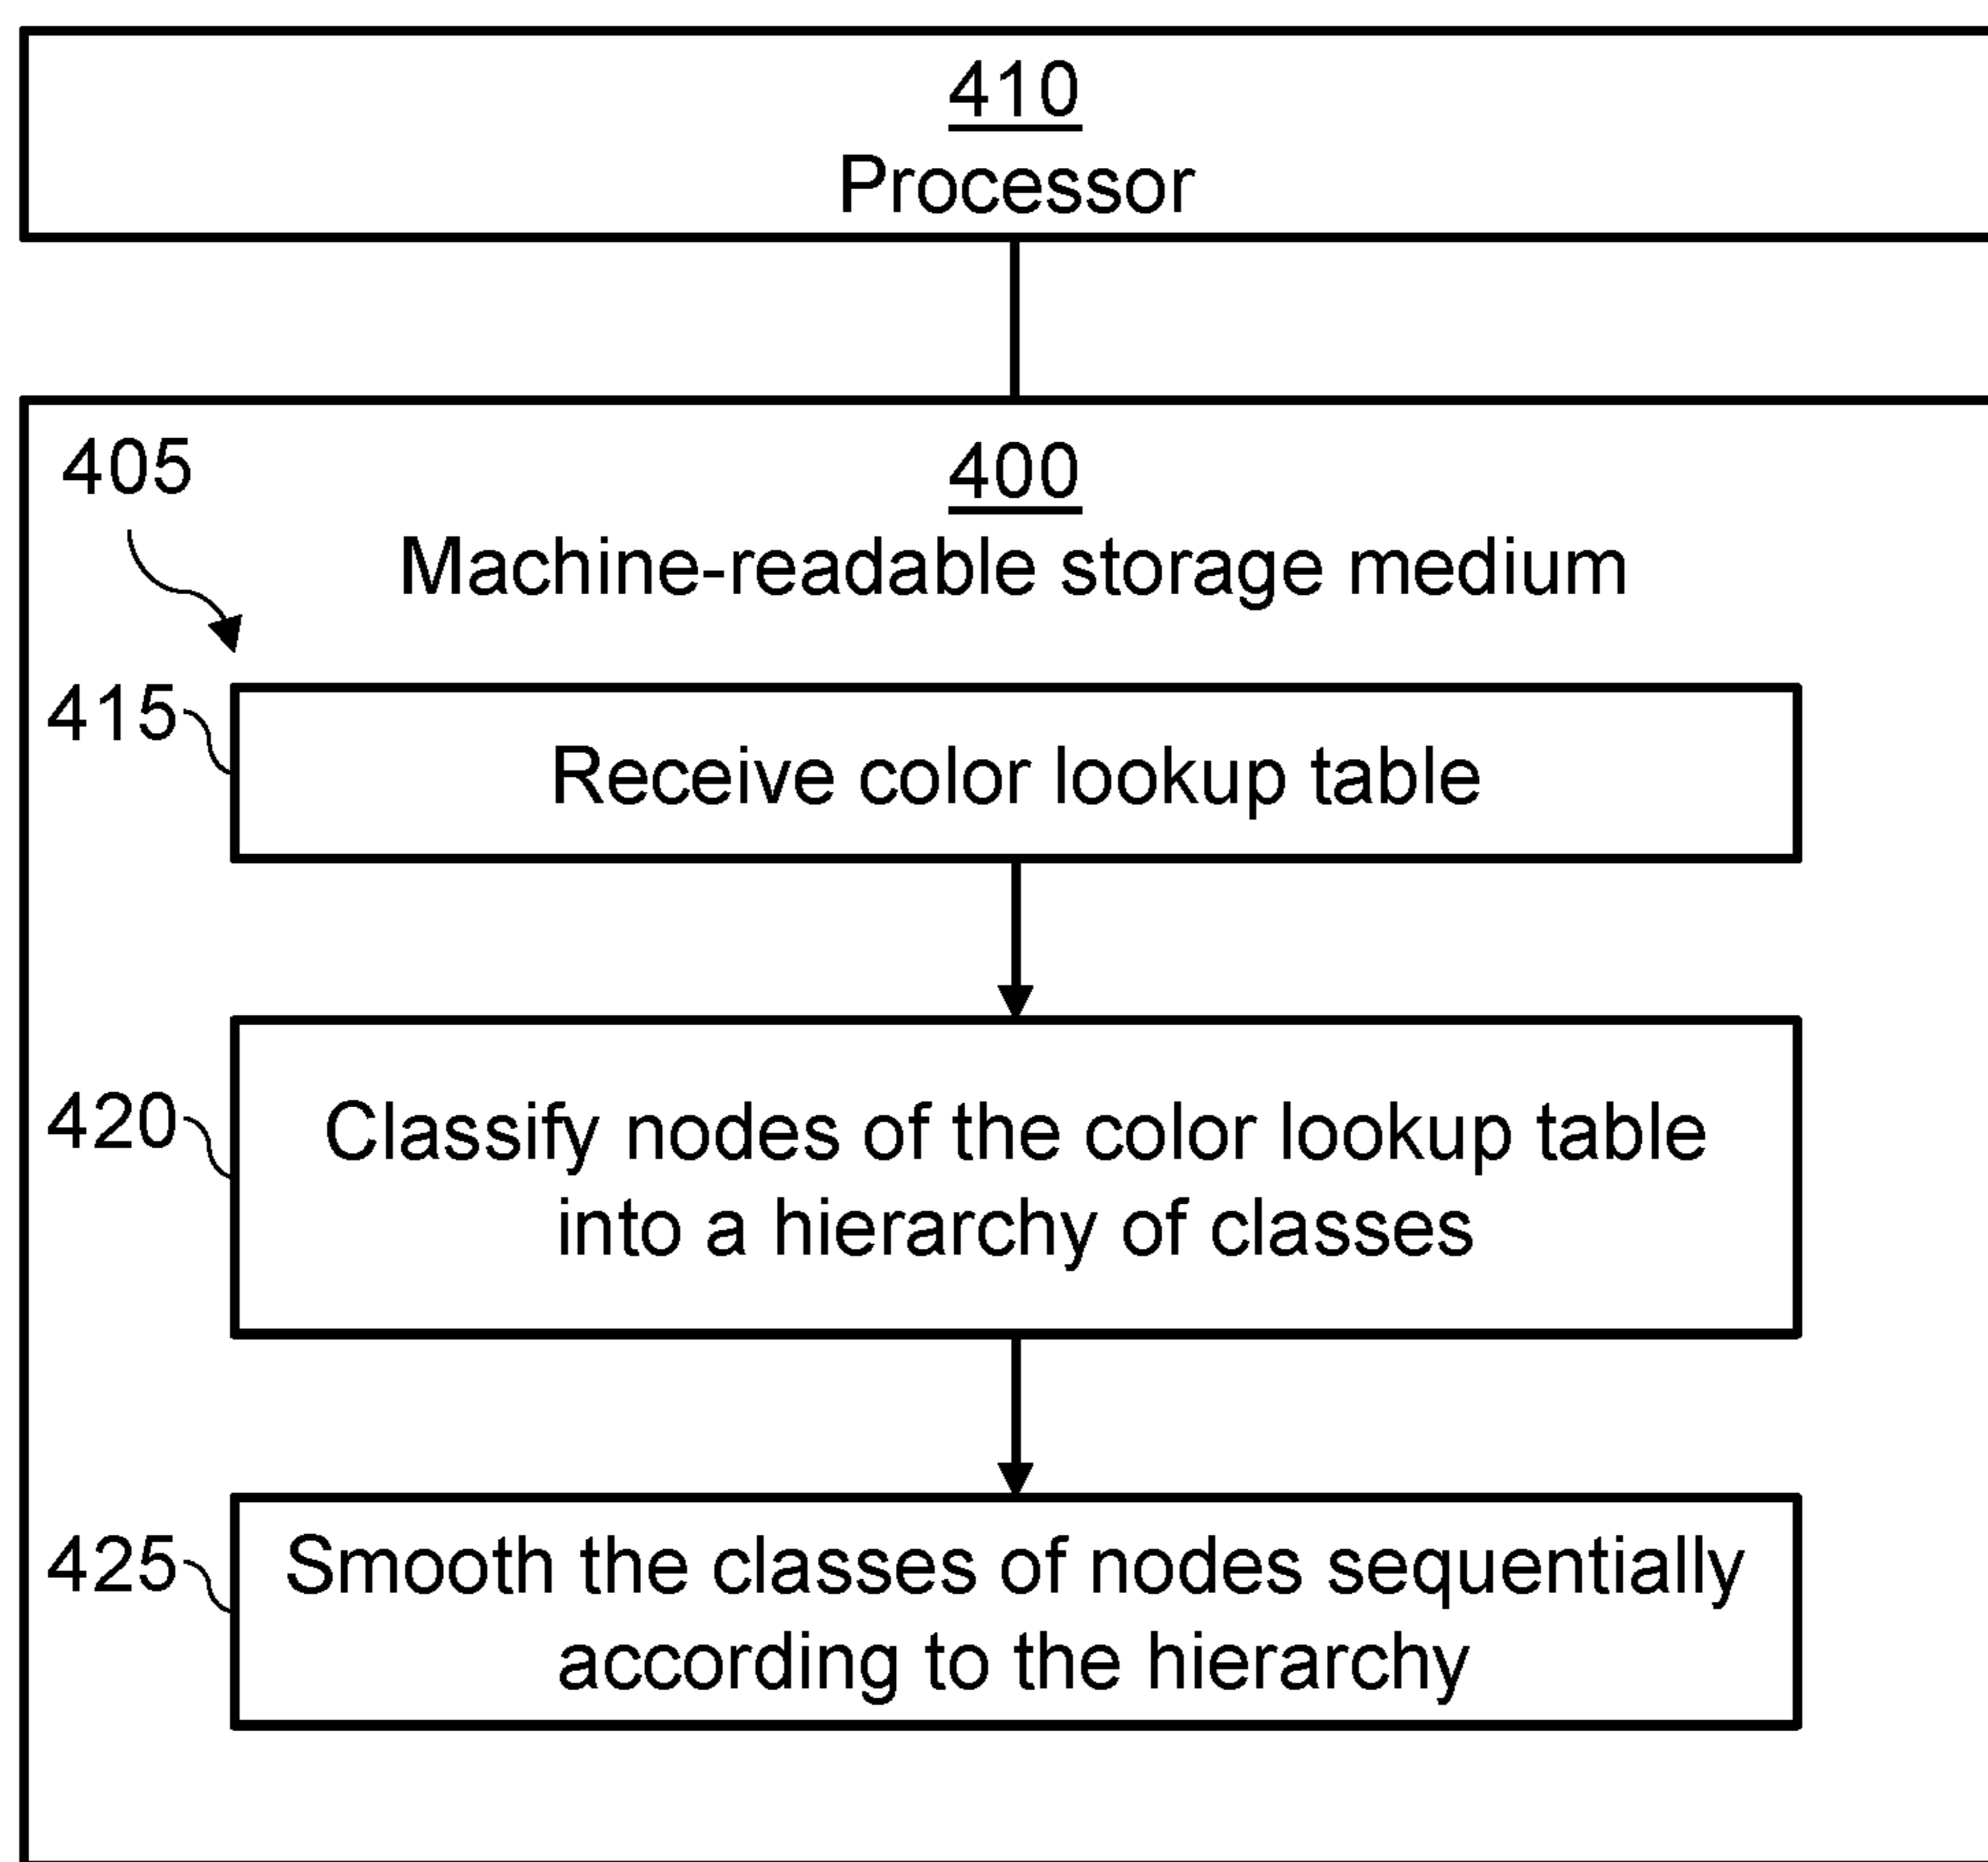 410
Processor
405
400
Machine-readable storage medium
415
Receive color lookup table
420
Classify nodes of the color lookup table
into a hierarchy of classes
425
Smooth the classes of nodes sequentially
according to the hierarchy